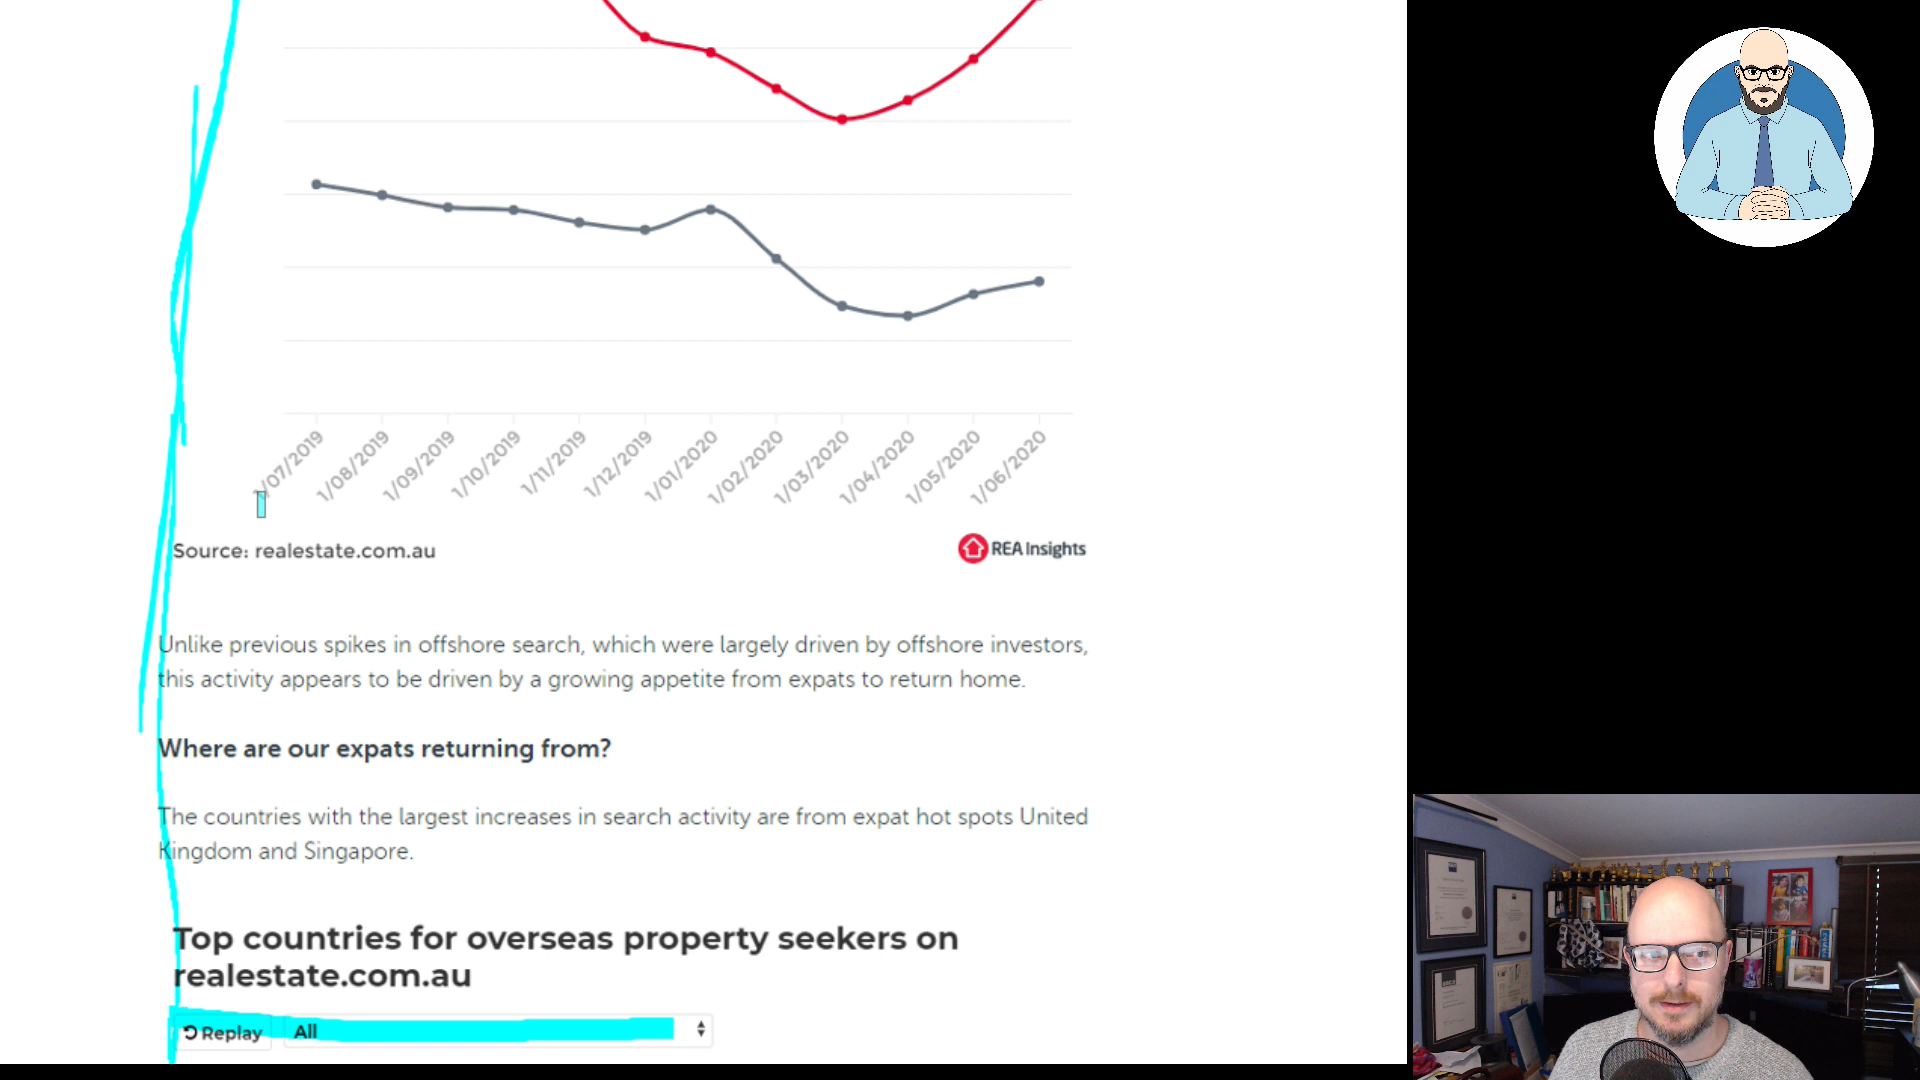 1/07/2019
1/08/2019
1/09/2019
1/10/2019
1/11/2019
1/12/2019
1/01/2020
1/02/2020
1/03/2020
1/04/2020
1/05/2020
1/06/2020
Source: realestate.com.au
REA Insights
Unlike previous spikes in offshore search, which were largely driven by offshore investors,
this activity appears to be driven by a growing appetite from expats to return home.
Where are our expats returning from?
The countries with the largest increases in search activity are from expat hot spots United
Kingdom and Singapore.
Top countries for overseas property seekers on
realestate.com.au
Replay
All